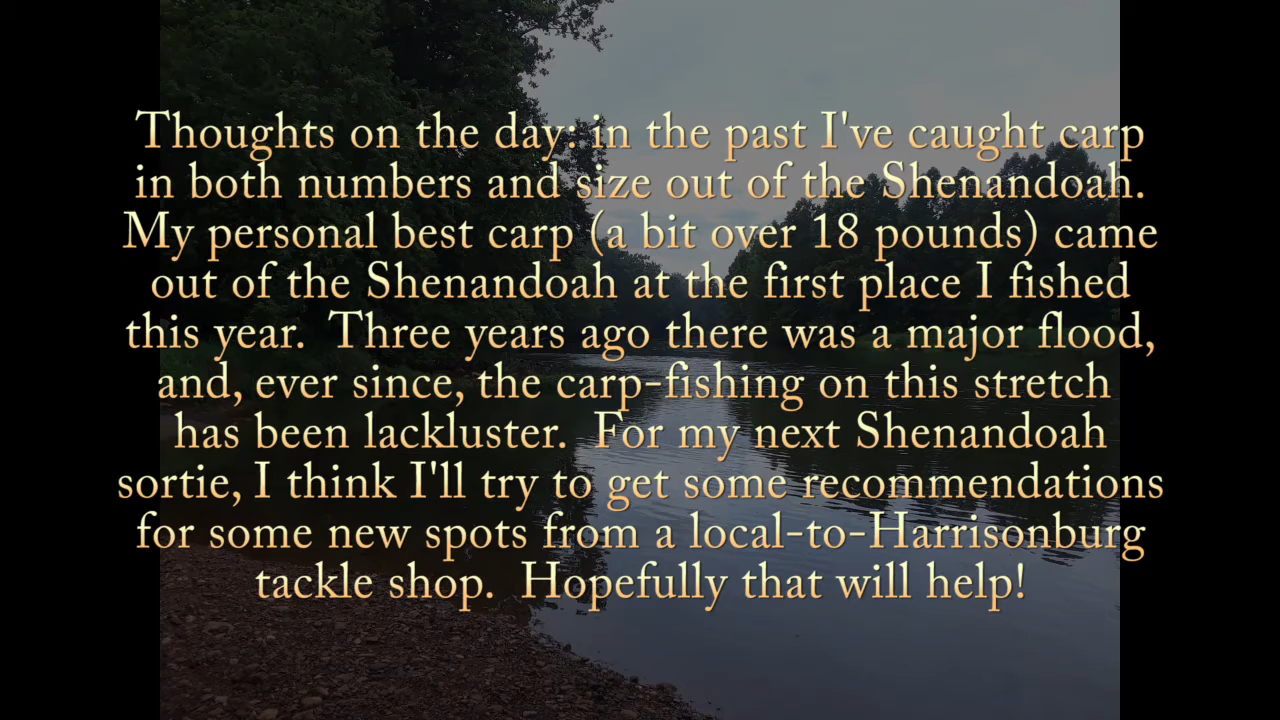 Thoughts on the day: in the past I've caught carp
in both numbers and size out of the Shenandoah.
My personal best carp (a bit over 18 pounds) came
out of the Shenandoah at the first place I fished
this year.  Three years ago there was a major flood,
and, ever since, the carp-fishing on this stretch
has been lackluster.  For my next Shenandoah
sortie, I think I'll try to get some recommendations
for some new spots from a local-to-Harrisonburg
tackle shop.  Hopefully that will help!